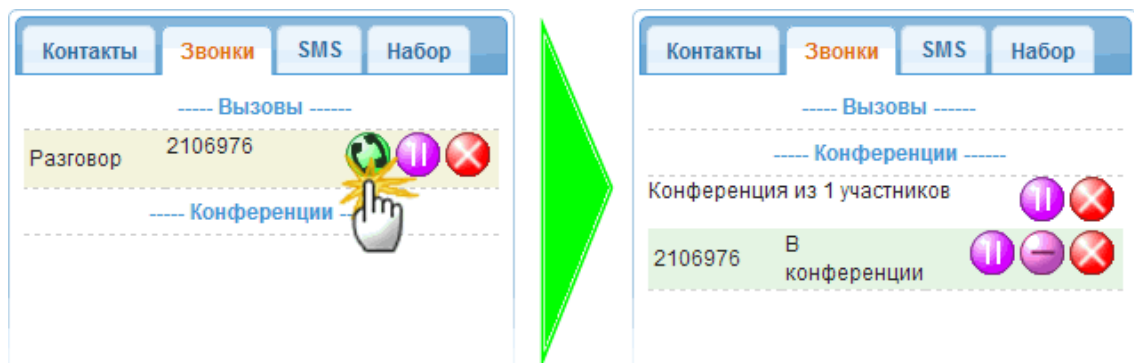 Контакты Звонки SMS Набор
----- Вызовы ------
Разговор 2106976
----- Конференции --
Контакты Звонки SMS Набор
----- Вызовы ------
----- Конференции ------
Конференция из 1 участников
2106976 В
конференции